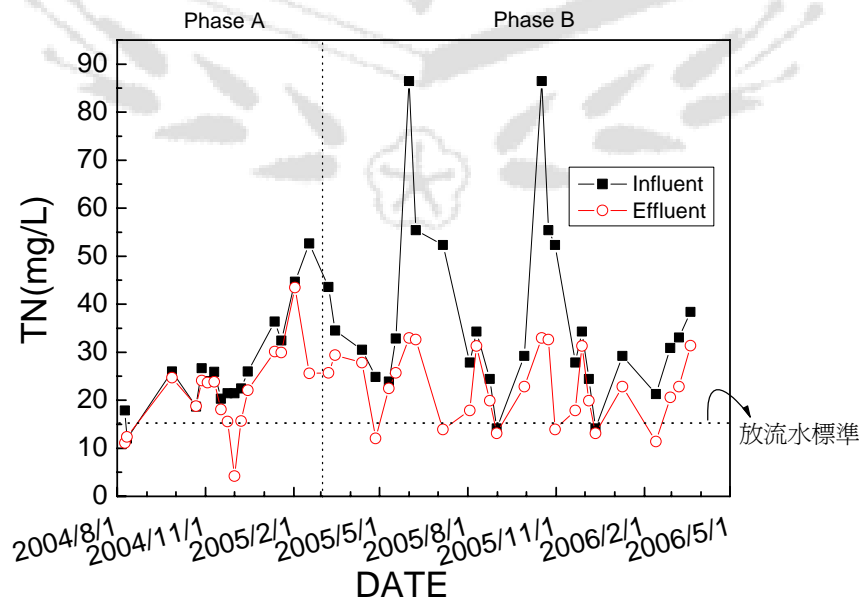 Phase A
Phase B
90
80
70
60
50
40
30
20
10
0
TN(mg/L)
Influent
Effluent
放流水標準
2004/8/1
2004/11/1
2005/2/1
2005/5/1
2005/8/1
2005/11/1
2006/2/1
2006/5/1
DATE